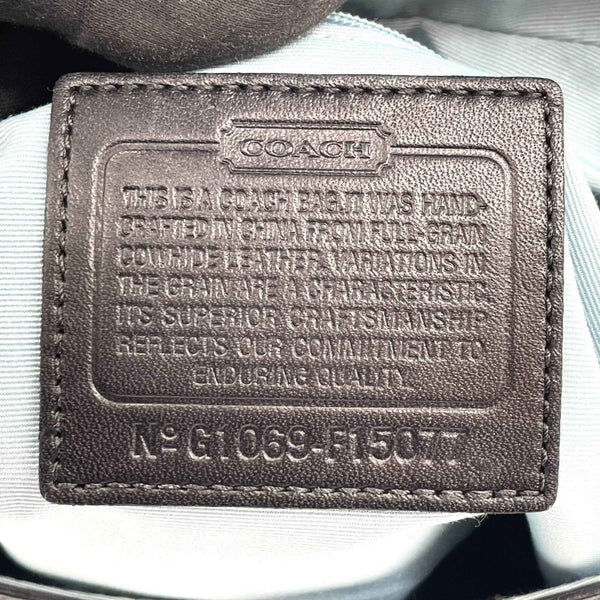 COACH
THIS IS A COACH BAG. IT WAS HAND-
CRAFTED IN CHINA FROM FULL-GRAIN
COWHIDE LEATHER. VARIATIONS IN
THE GRAIN ARE A CHARACTERISTIC.
ITS SUPERIOR CRAFTSMANSHIP
REFLECTS OUR COMMITMENT TO
ENDURING QUALITY.
Nº G1069-F15077